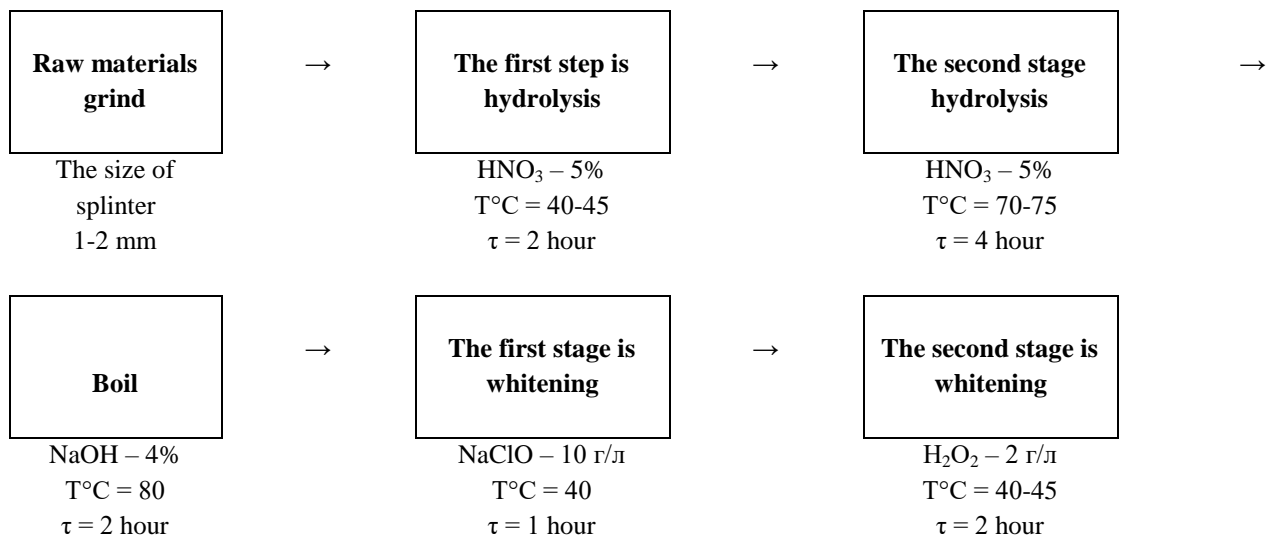 Raw materials
grind
→
The first step is
hydrolysis
→
The second stage
hydrolysis
→
The size of
splinter
1-2 mm
HNO₃ – 5%
T°C = 40-45
τ = 2 hour
HNO₃ – 5%
T°C = 70-75
τ = 4 hour
Boil
→
The first stage is
whitening
→
The second stage is
whitening
NaOH – 4%
T°C = 80
τ = 2 hour
NaClO – 10 г/л
T°C = 40
τ = 1 hour
H₂O₂ – 2 г/л
T°C = 40-45
τ = 2 hour